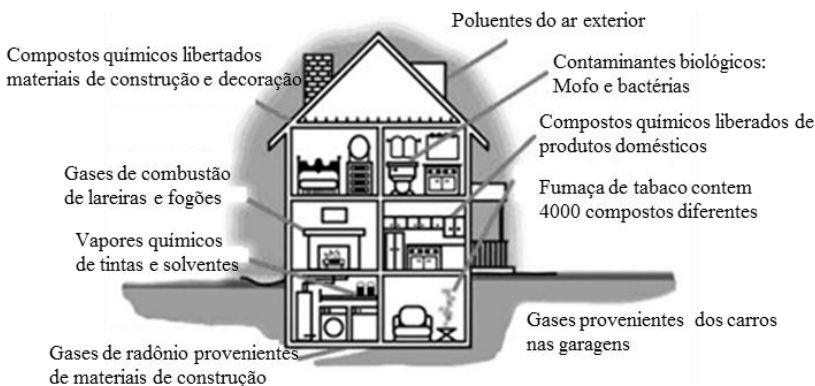 Poluentes do ar exterior
Compostos químicos libertados
materiais de construção e decoração
Contaminantes biológicos:
Mofo e bactérias
Compostos químicos liberados de
produtos domésticos
Gases de combustão
de lareiras e fogões
Fumaça de tabaco contem
4000 compostos diferentes
Vapores químicos
de tintas e solventes
Gases provenientes dos carros
nas garagens
Gases de radônio provenientes
de materiais de construção